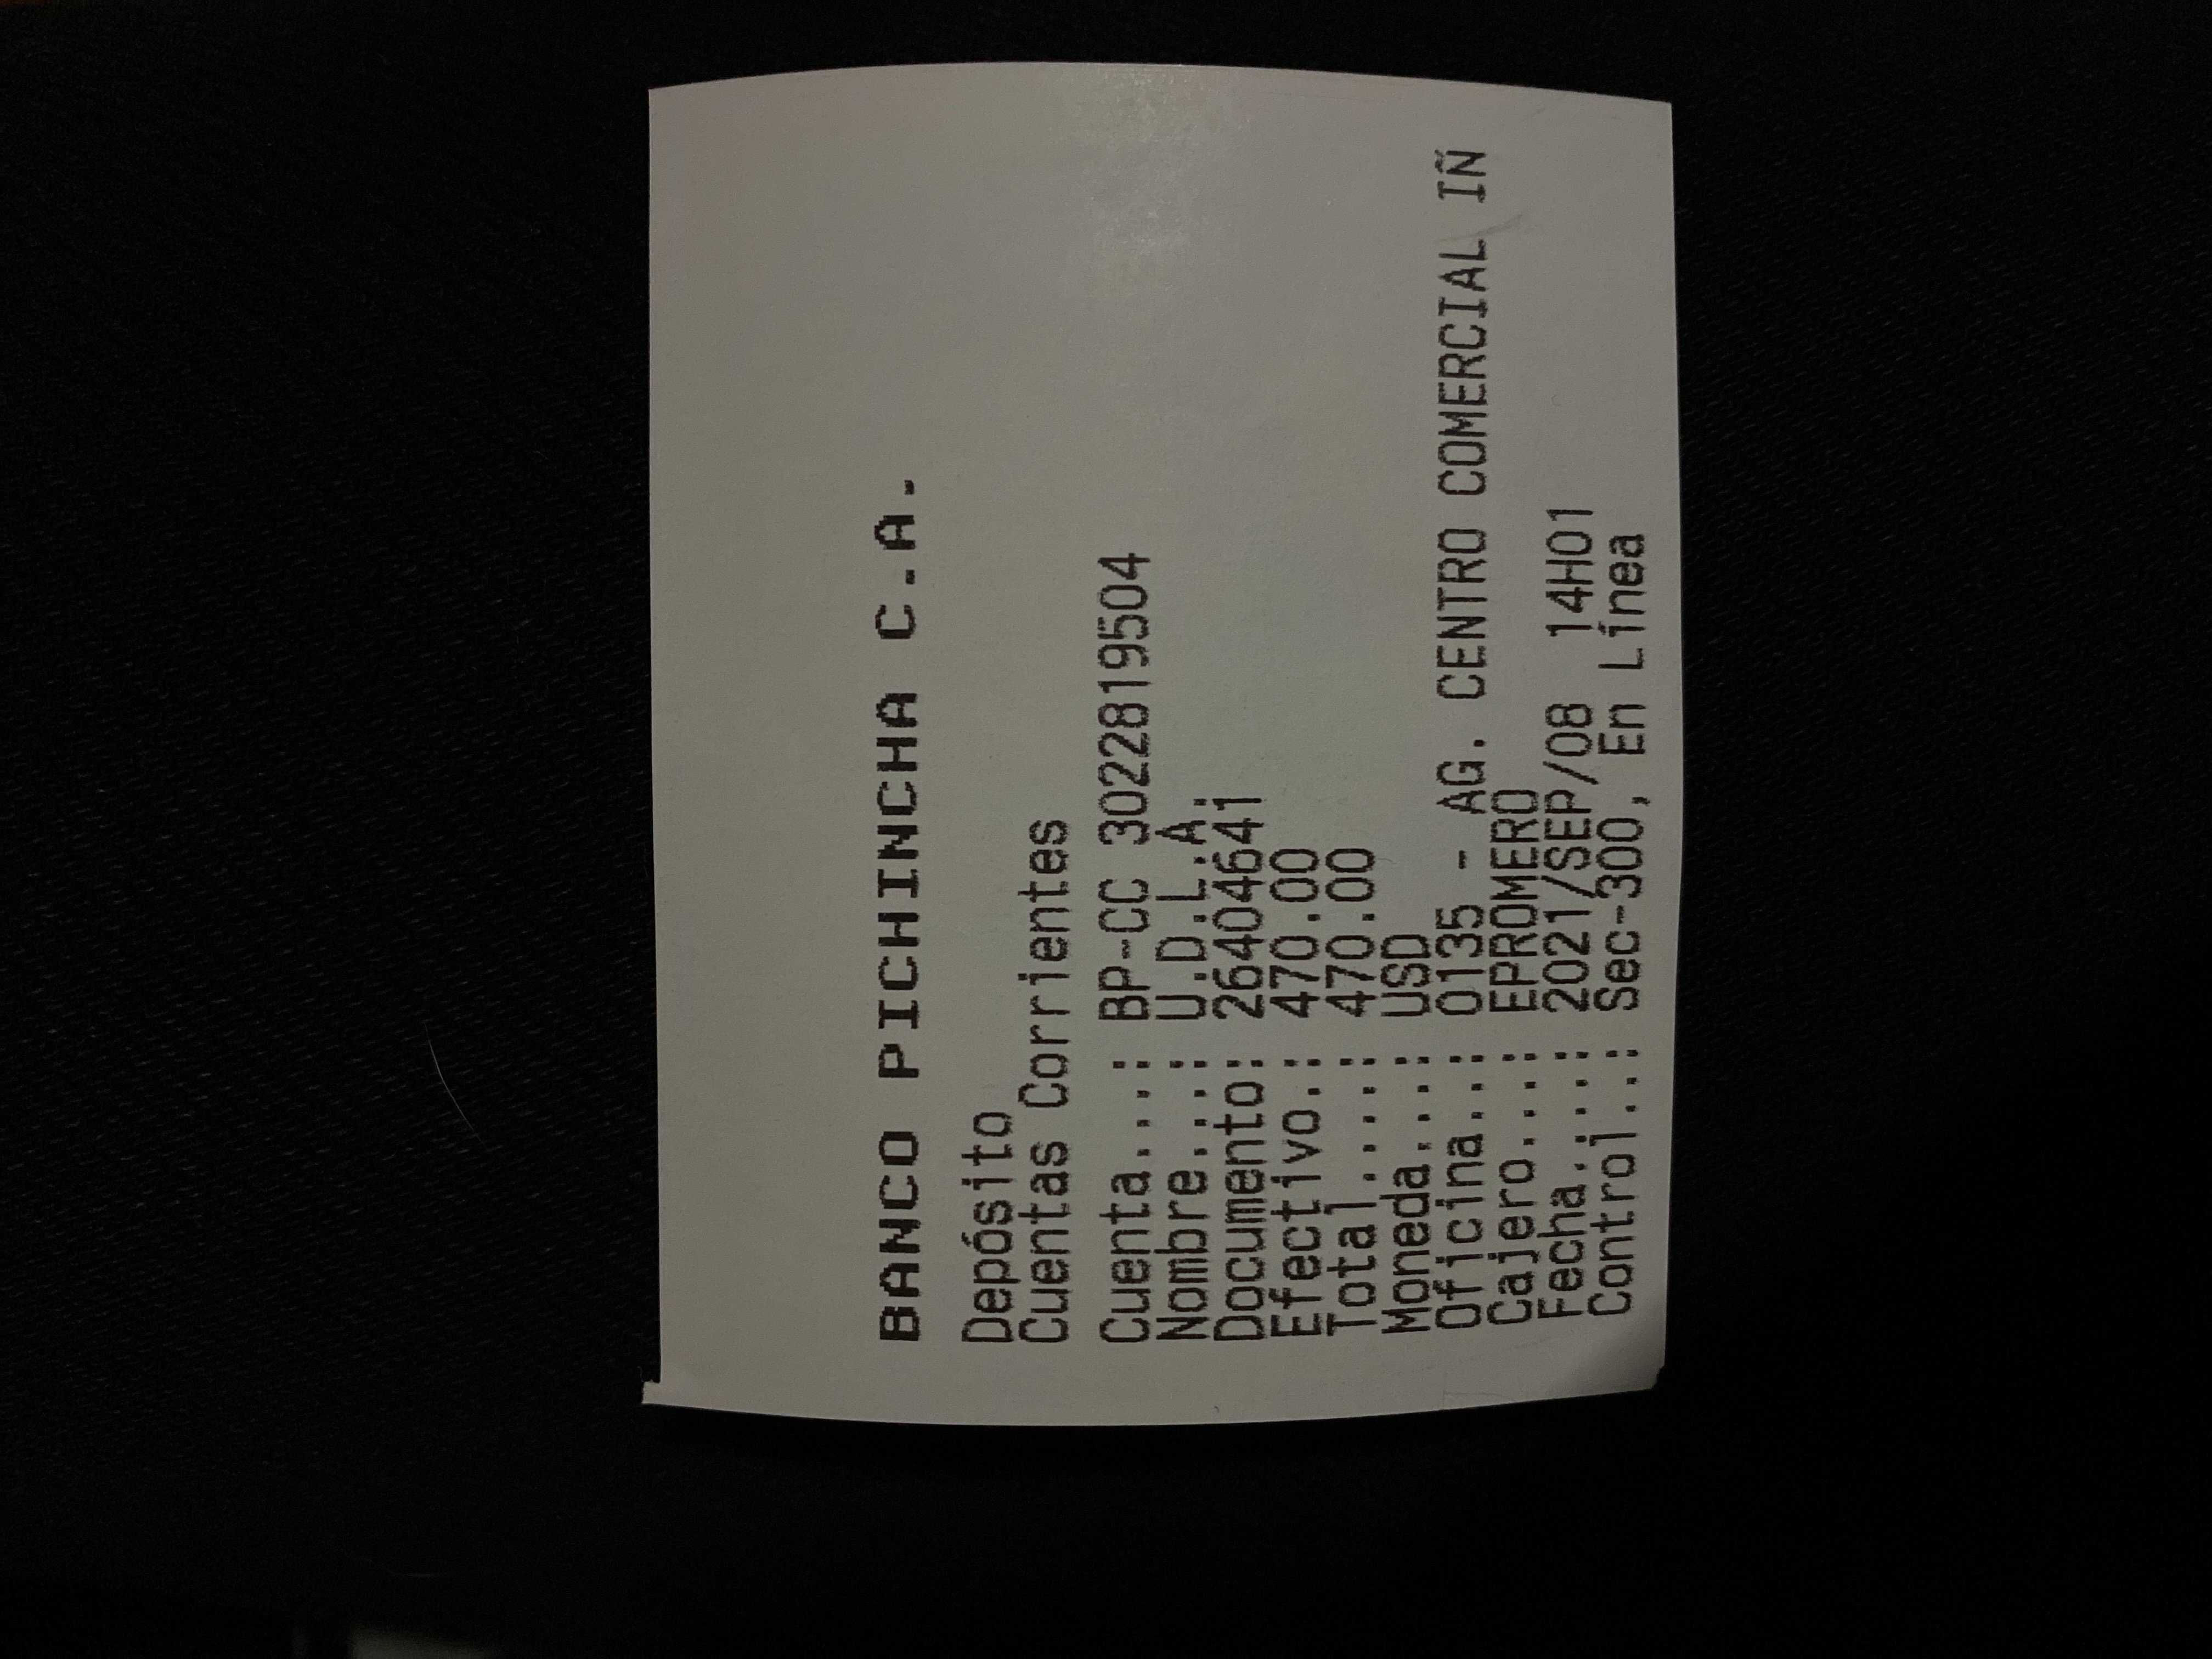 BANCO PICHINCHA C.A.
Depósito
Cuentas Corrientes
Cuenta....: BP-CC 3022819504
Nombre....: U.D.L.A.
Documento: 26404641
Efectivo.: 470.00
Total.....: 470.00
Moneda....: USD
Oficina...: 0135 - AG. CENTRO COMERCIAL IÑ
Cajero....: EPROMERO
Fecha.....: 2021/SEP/08 14H01
Control...: Sec-300, En Línea